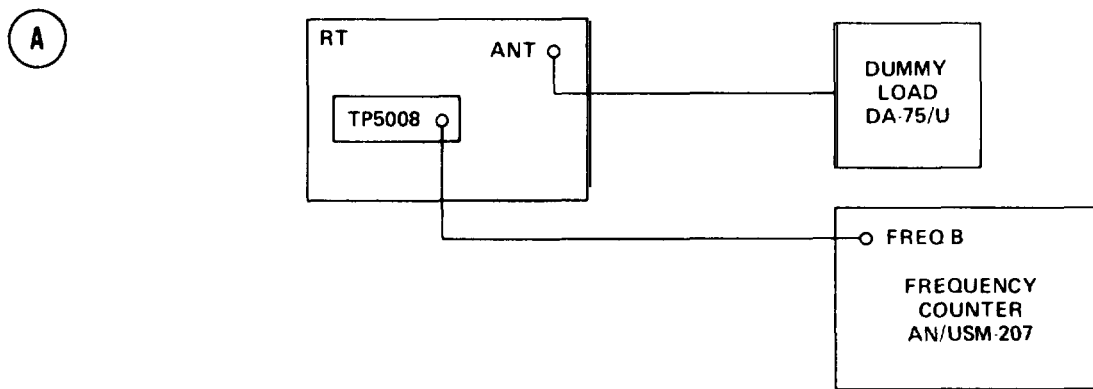 A
RT
ANT
TP5008
DUMMY
LOAD
DA-75/U
FREQ B
FREQUENCY
COUNTER
AN/USM-207